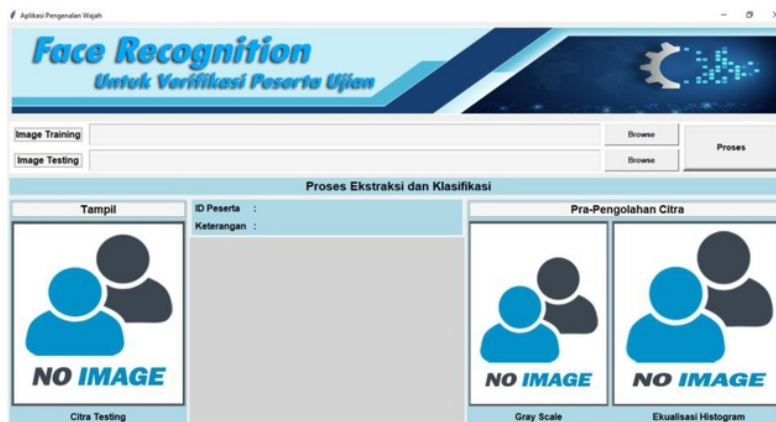 Aplikasi Pengenalan Wajah
Face Recognition
Untuk Verifikasi Peserta Ujian
Image Training
Browse
Image Testing
Browse
Proses
Proses Ekstraksi dan Klasifikasi
Tampil
ID Peserta :
Keterangan :
Pra-Pengolahan Citra
NO IMAGE
NO IMAGE
NO IMAGE
Citra Testing
Gray Scale
Ekualisasi Histogram